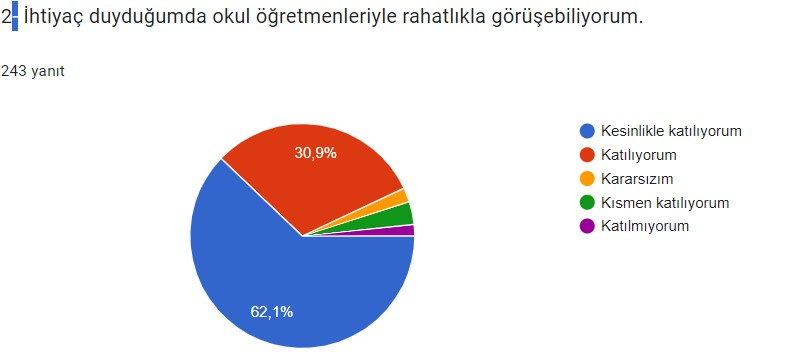 2- İhtiyaç duyduğumda okul öğretmenleriyle rahatlıkla görüşebiliyorum.
243 yanıt
30,9%
62,1%
Kesinlikle katılıyorum
Katılıyorum
Kararsızım
Kısmen katılıyorum
Katılmıyorum